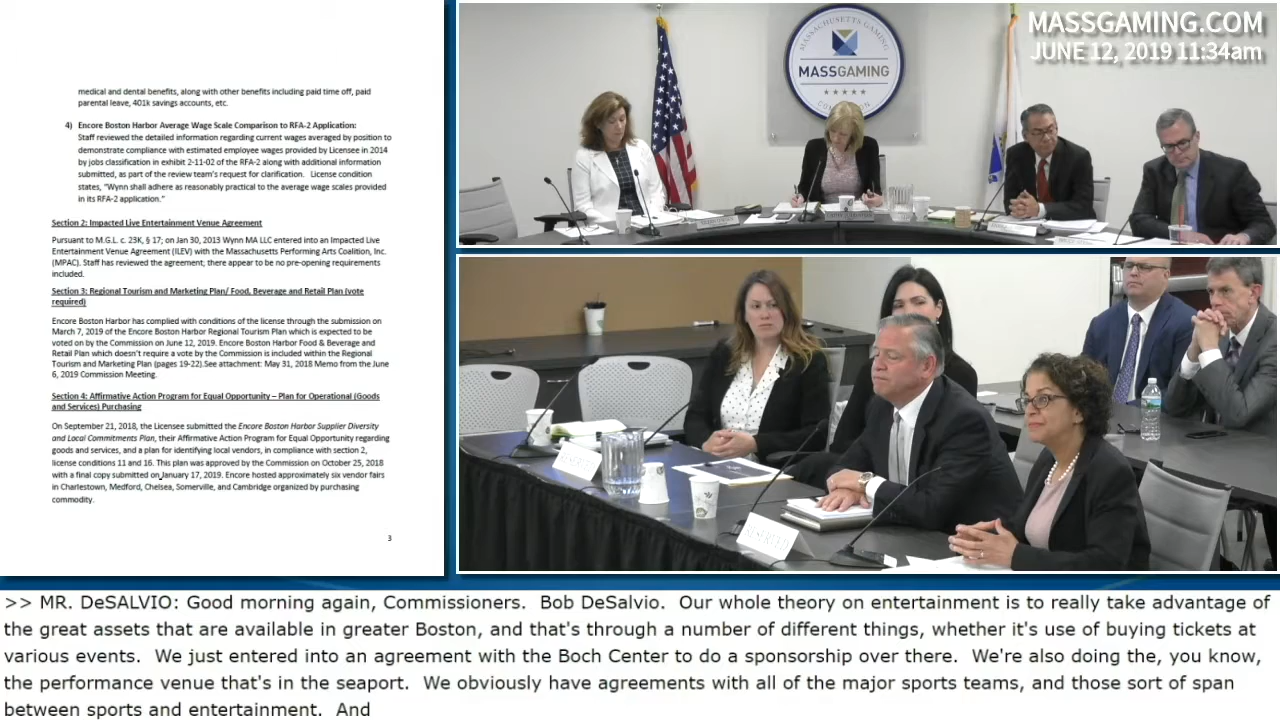 medical and dental benefits, along with other benefits including paid time off, paid
parental leave, 401k savings accounts, etc.
4) Encore Boston Harbor Average Wage Scale Comparison to RFA-2 Application:
Staff reviewed the detailed information regarding current wages averaged by position to
demonstrate compliance with estimated employee wages provided by Licensee in 2014
by jobs classification in exhibit 2-11-02 of the RFA-2 along with additional information
submitted, as part of the review team's request for clarification. License condition
states, "Wynn shall adhere as reasonably practical to the average wage scales provided
in its RFA-2 application."
Section 2: Impacted Live Entertainment Venue Agreement
Pursuant to M.G.L. c. 23K, § 17; on Jan 30, 2013 Wynn MA LLC entered into an Impacted Live
Entertainment Venue Agreement (ILEV) with the Massachusetts Performing Arts Coalition, Inc.
(MPAC). Staff has reviewed the agreement; there appear to be no pre-opening requirements
included.
Section 3: Regional Tourism and Marketing Plan/ Food, Beverage and Retail Plan (vote
required)
Encore Boston Harbor has complied with conditions of the license through the submission on
March 7, 2019 of the Encore Boston Harbor Regional Tourism Plan which is expected to be
voted on by the Commission on June 12, 2019. Encore Boston Harbor Food & Beverage and
Retail Plan which doesn't require a vote by the Commission is included within the Regional
Tourism and Marketing Plan (pages 19-22).See attachment: May 31, 2018 Memo from the June
6, 2019 Commission Meeting.
Section 4: Affirmative Action Program for Equal Opportunity – Plan for Operational (Goods
and Services) Purchasing
On September 21, 2018, the Licensee submitted the Encore Boston Harbor Supplier Diversity
and Local Commitments Plan, their Affirmative Action Program for Equal Opportunity regarding
goods and services, and a plan for identifying local vendors, in compliance with section 2,
license conditions 11 and 16. This plan was approved by the Commission on October 25, 2018
with a final copy submitted on January 17, 2019. Encore hosted approximately six vendor fairs
in Charlestown, Medford, Chelsea, Somerville, and Cambridge organized by purchasing
commodity.
3
MASSACHUSETTS GAMING
MASSGAMING
COMMISSION
MASSGAMING.COM
JUNE 12, 2019 11:34am
RESERVED
RESERVED
>> MR. DeSALVIO: Good morning again, Commissioners. Bob DeSalvio. Our whole theory on entertainment is to really take advantage of
the great assets that are available in greater Boston, and that's through a number of different things, whether it's use of buying tickets at
various events. We just entered into an agreement with the Boch Center to do a sponsorship over there. We're also doing the, you know,
the performance venue that's in the seaport. We obviously have agreements with all of the major sports teams, and those sort of span
between sports and entertainment. And